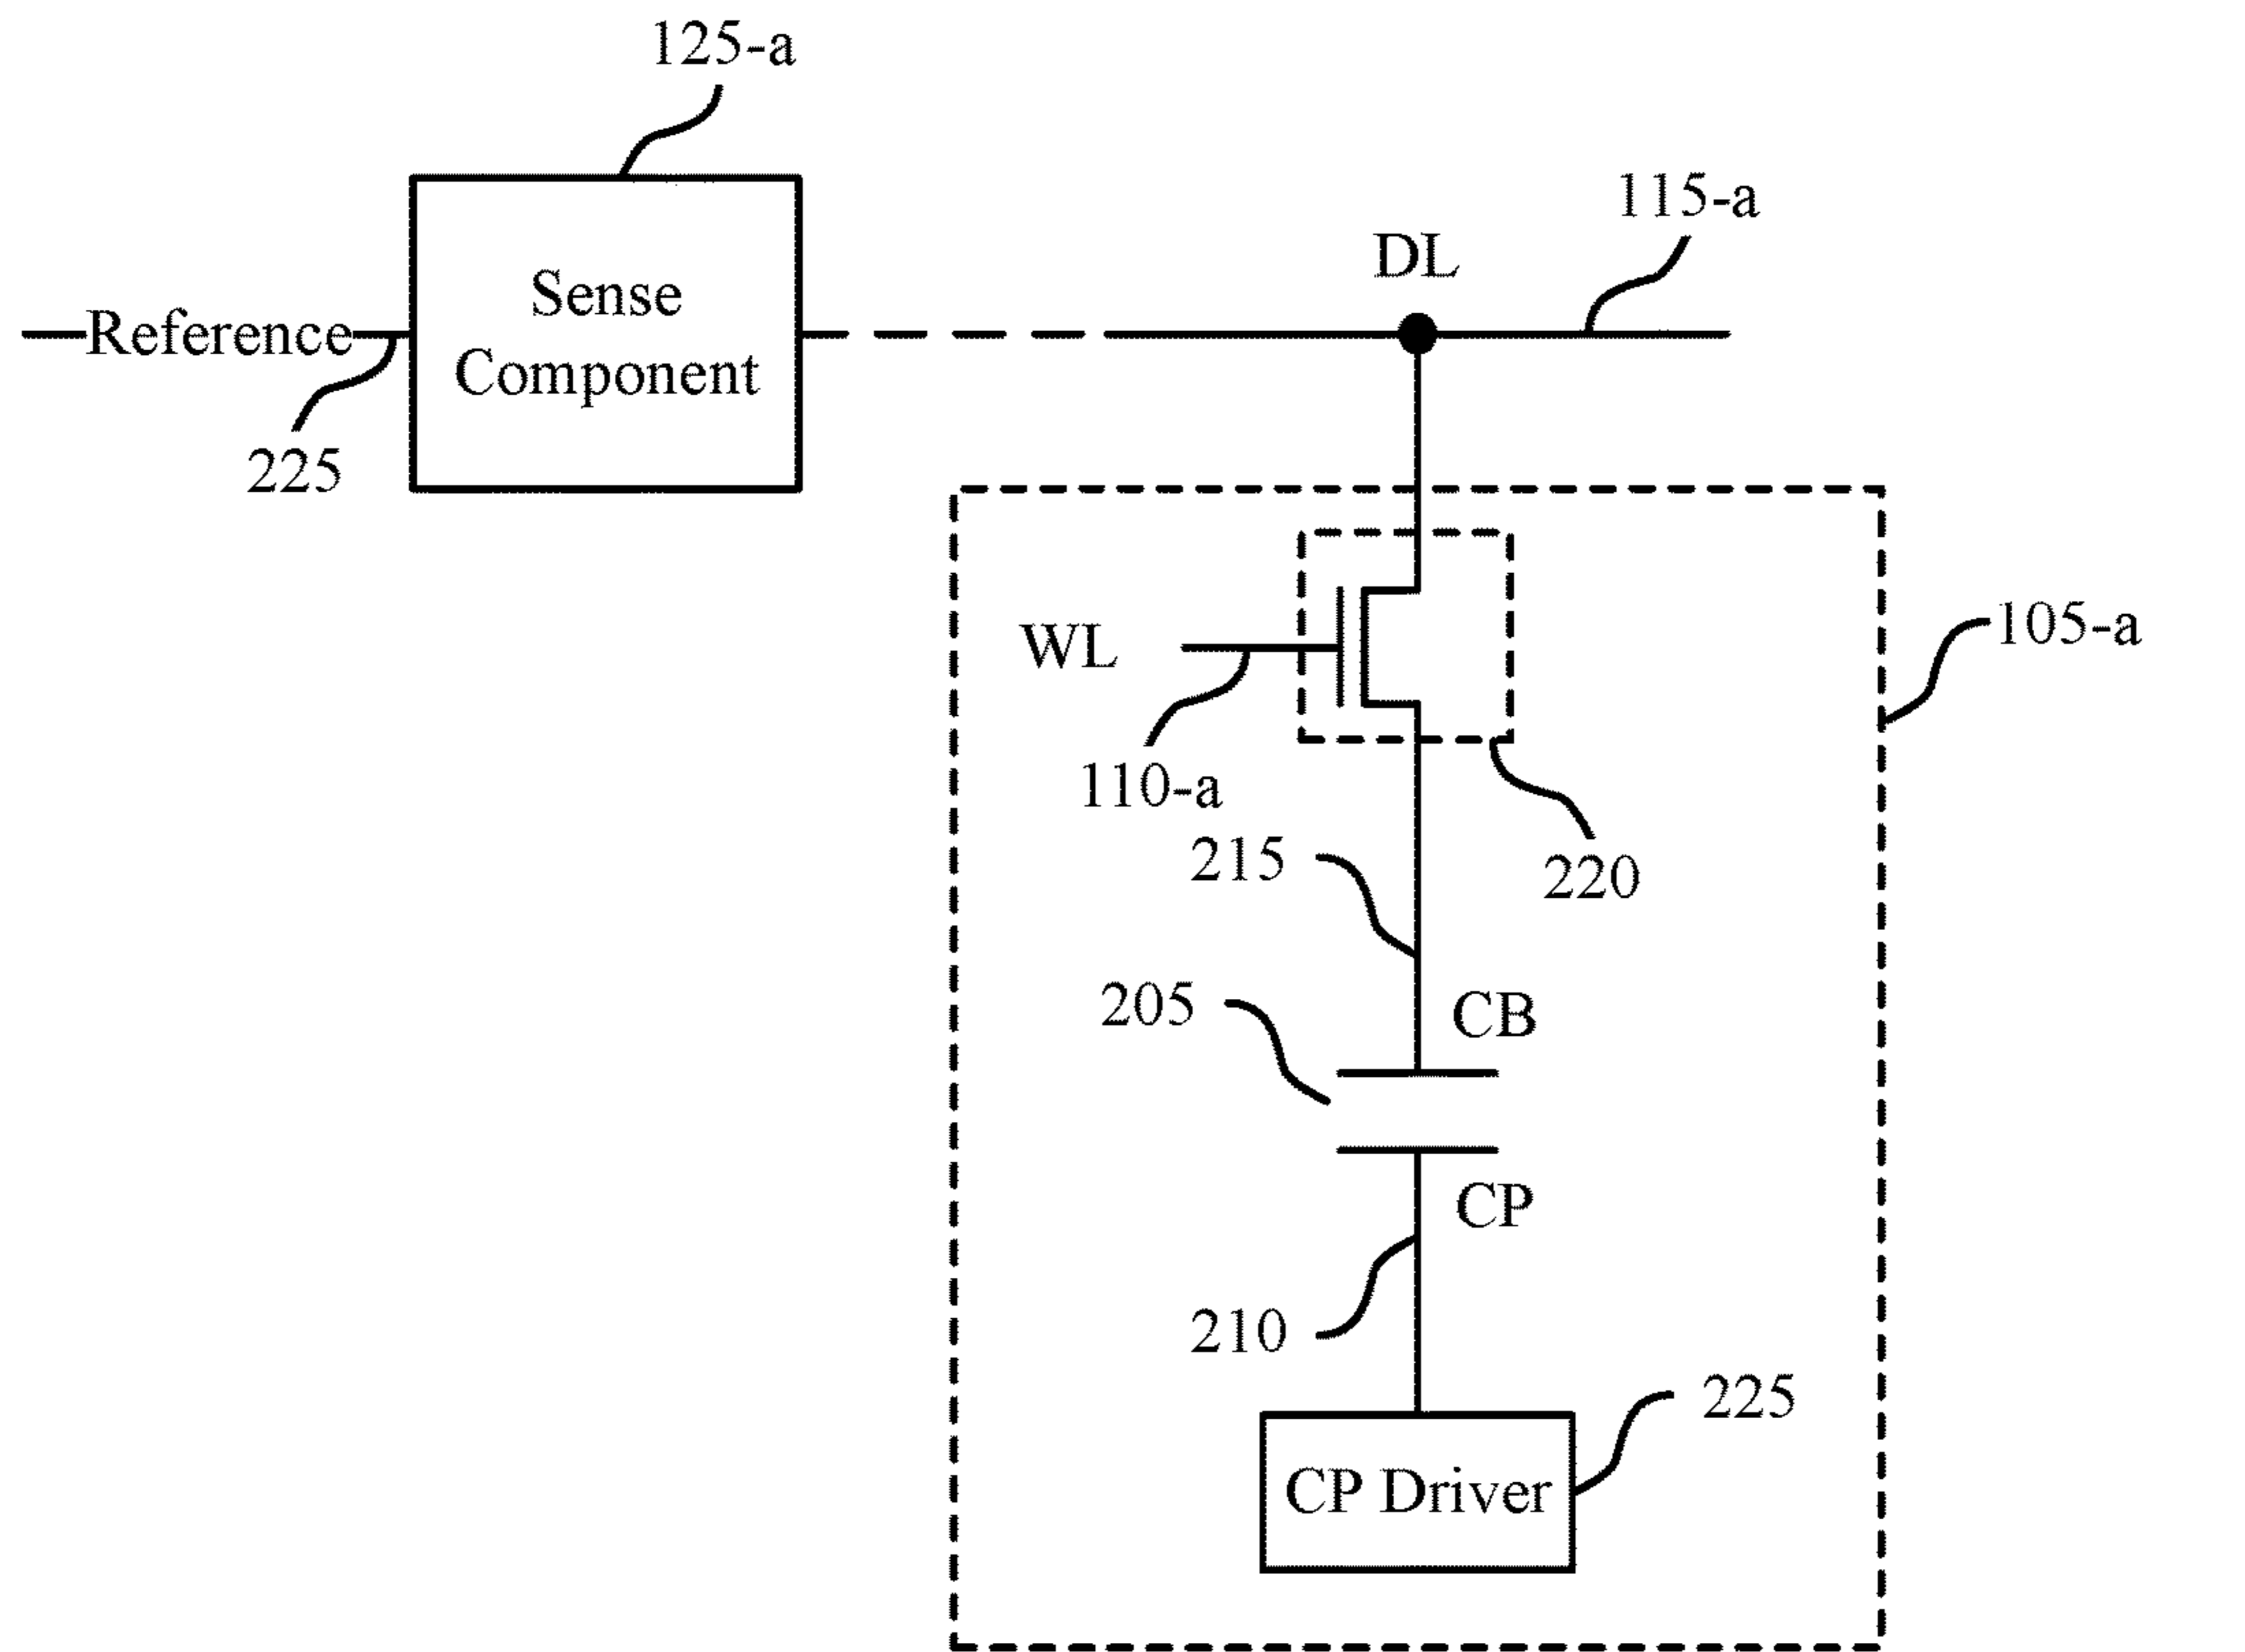 125-a
115-a
DL
Sense
Component
Reference
225
WL
105-a
110-a
215
220
205
CB
CP
210
225
CP Driver